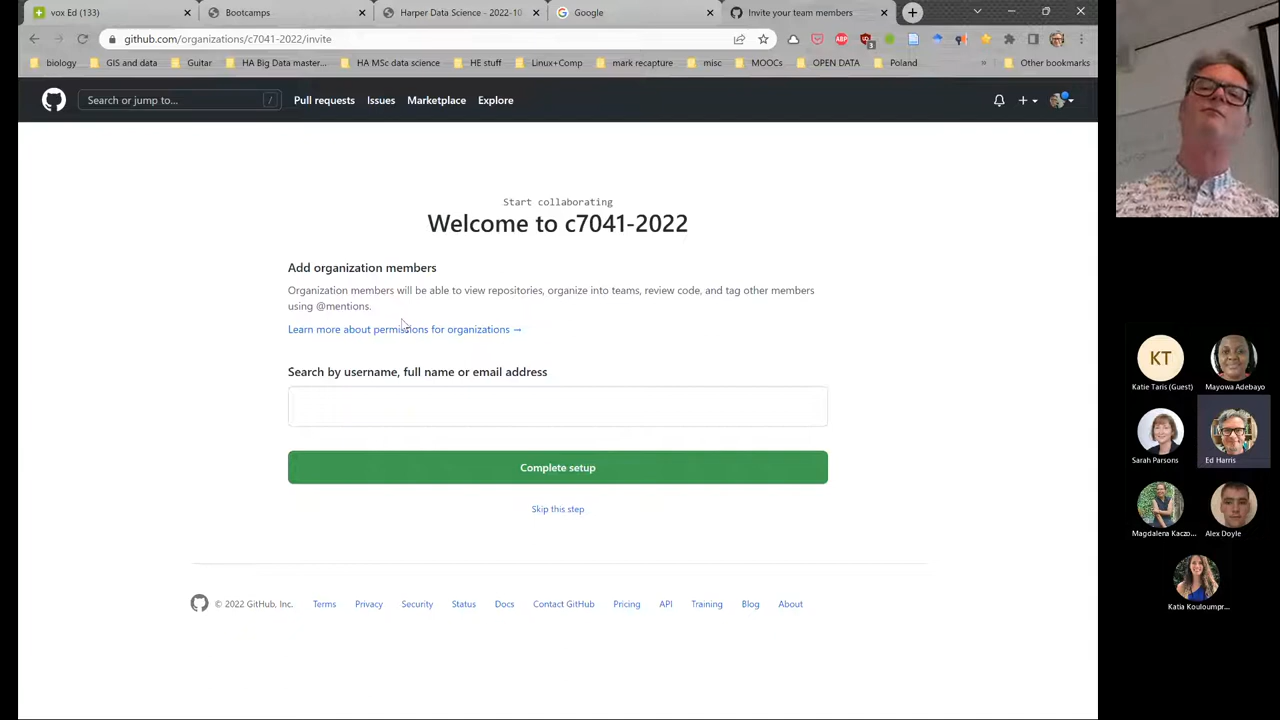 vox Ed (133)
Bootcamps
Harper Data Science - 2022-10
Google
Invite your team members
github.com/organizations/c7041-2022/invite
ABP
3
biology
GIS and data
Guitar
HA Big Data master...
HA MSc data science
HE stuff
Linux+Comp
mark recapture
misc
MOOCs
OPEN DATA
Poland
»
Other bookmarks
Search or jump to...
/
Pull requests
Issues
Marketplace
Explore
Start collaborating
Welcome to c7041-2022
Add organization members
Organization members will be able to view repositories, organize into teams, review code, and tag other members
using @mentions.
Learn more about permissions for organizations →
Search by username, full name or email address
Complete setup
Skip this step
© 2022 GitHub, Inc.
Terms
Privacy
Security
Status
Docs
Contact GitHub
Pricing
API
Training
Blog
About
KT
Katie Taris (Guest)
Mayowa Adebayo
Sarah Parsons
Ed Harris
Magdalena Kaczo...
Alex Doyle
Katia Kouloumpr...